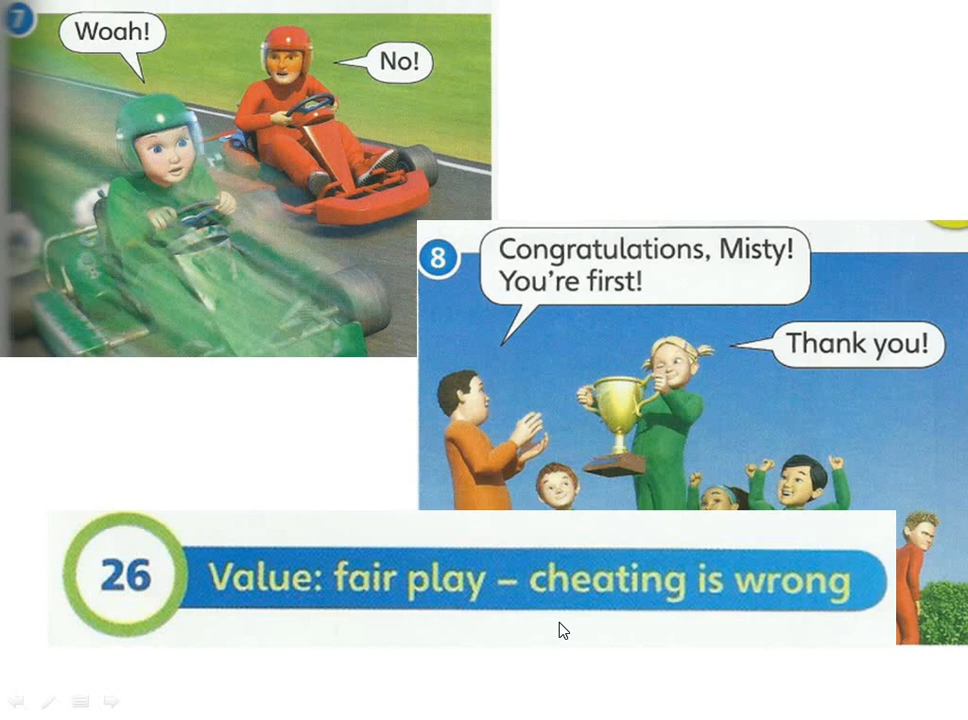 7
Woah!
No!
8
Congratulations, Misty!
You're first!
Thank you!
26
Value: fair play – cheating is wrong